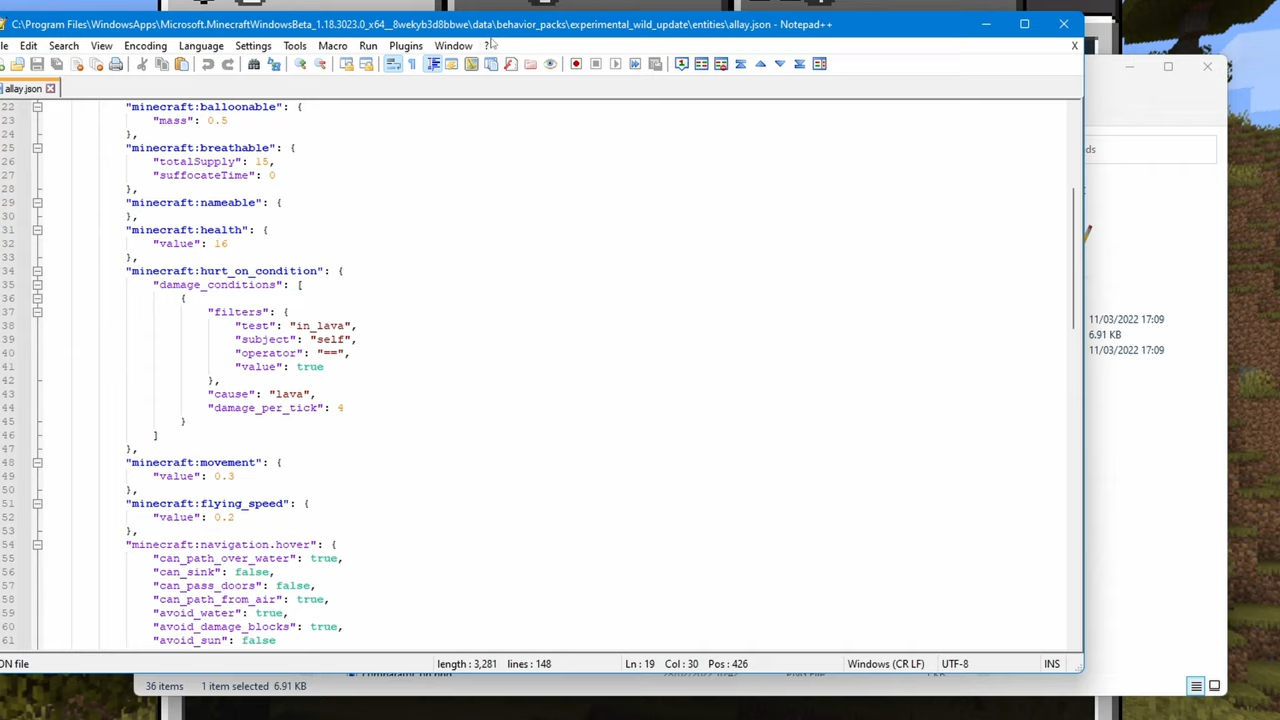 C:\Program Files\WindowsApps\Microsoft.MinecraftWindowsBeta_1.18.3023.0_x64__8wekyb3d8bbwe\data\behavior_packs\experimental_wild_update\entities\allay.json - Notepad++
le Edit Search View Encoding Language Settings Tools Macro Run Plugins Window ? X
allay.json
22 "minecraft:balloonable": {
23 "mass": 0.5
24 },
25 "minecraft:breathable": {
26 "totalSupply": 15,
27 "suffocateTime": 0
28 },
29 "minecraft:nameable": {
30 },
31 "minecraft:health": {
32 "value": 16
33 },
34 "minecraft:hurt_on_condition": {
35 "damage_conditions": [
36 {
37 "filters": {
38 "test": "in_lava",
39 "subject": "self",
40 "operator": "==",
41 "value": true
42 },
43 "cause": "lava",
44 "damage_per_tick": 4
45 }
46 ]
47 },
48 "minecraft:movement": {
49 "value": 0.3
50 },
51 "minecraft:flying_speed": {
52 "value": 0.2
53 },
54 "minecraft:navigation.hover": {
55 "can_path_over_water": true,
56 "can_sink": false,
57 "can_pass_doors": false,
58 "can_path_from_air": true,
59 "avoid_water": true,
60 "avoid_damage_blocks": true,
61 "avoid_sun": false
ON file length : 3,281 lines : 148 Ln : 19 Col : 30 Pos : 426 Windows (CR LF) UTF-8 INS
ds
11/03/2022 17:09
6.91 KB
11/03/2022 17:09
36 items 1 item selected 6.91 KB